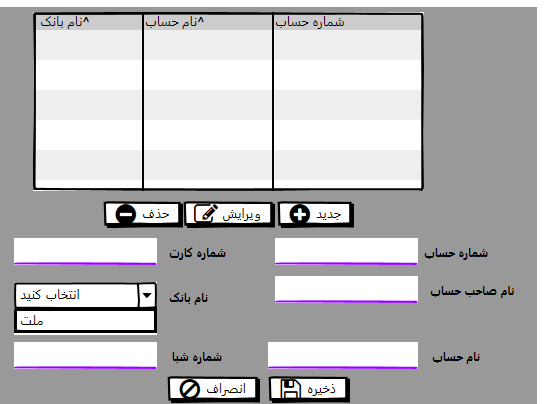 شماره حساب	نام حساب^	نام بانک^
جدید	ویرایش	حذف
شماره حساب	شماره کارت
نام صاحب حساب
نام بانک	انتخاب کنید
ملت
نام حساب	شماره شبا
ذخیره	انصراف